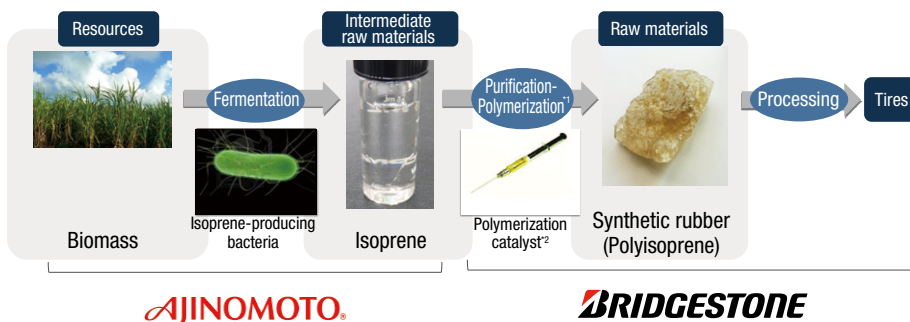 Resources
Intermediate
raw materials
Raw materials
Fermentation
Purification-
Polymerization*1
Processing
Tires
Isoprene-producing
bacteria
Polymerization
catalyst*2
Biomass
Isoprene
Synthetic rubber
(Polyisoprene)
AJINOMOTO®
BRIDGESTONE